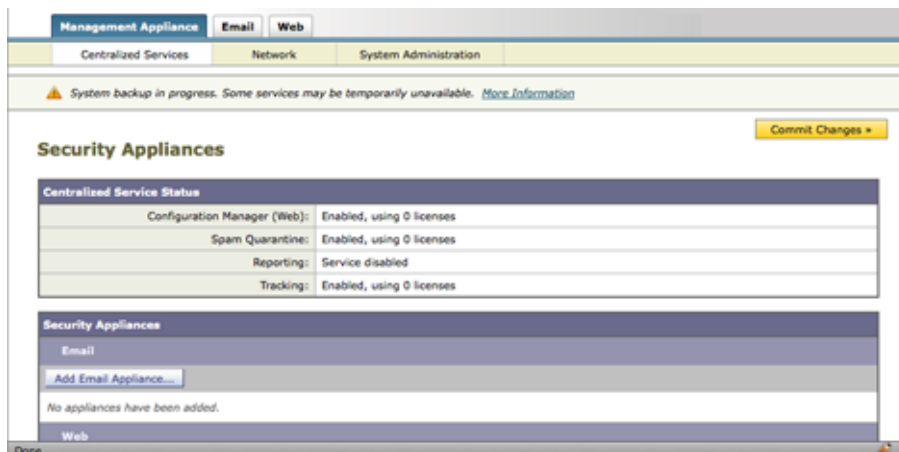 Management Appliance Email Web
Centralized Services Network System Administration
System backup in progress. Some services may be temporarily unavailable. More Information
Commit Changes »
Security Appliances
Centralized Service Status
Configuration Manager (Web): Enabled, using 0 licenses
Spam Quarantine: Enabled, using 0 licenses
Reporting: Service disabled
Tracking: Enabled, using 0 licenses
Security Appliances
Email
Add Email Appliance...
No appliances have been added.
Web
Done